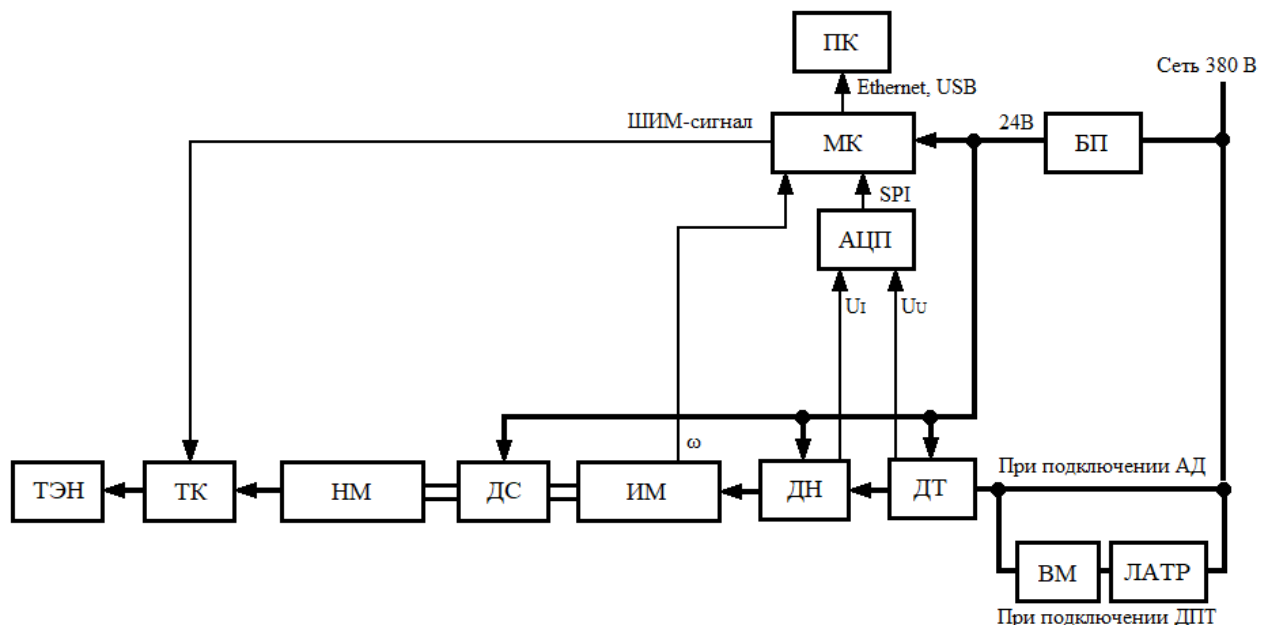 ПК
Сеть 380 В
Ethernet, USB
ШИМ-сигнал
24В
МК
БП
SPI
АЦП
UI
UU
ω
При подключении АД
ТЭН
ТК
НМ
ДС
ИМ
ДН
ДТ
ВМ
ЛАТР
При подключении ДПТ